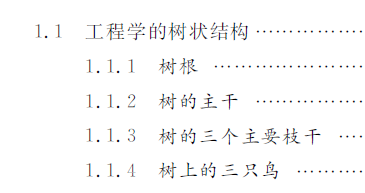 1.1 工程学的树状结构 ………………
1.1.1 树根 ………………………
1.1.2 树的主干 ………………
1.1.3 树的三个主要枝干 ……
1.1.4 树上的三只鸟 …………